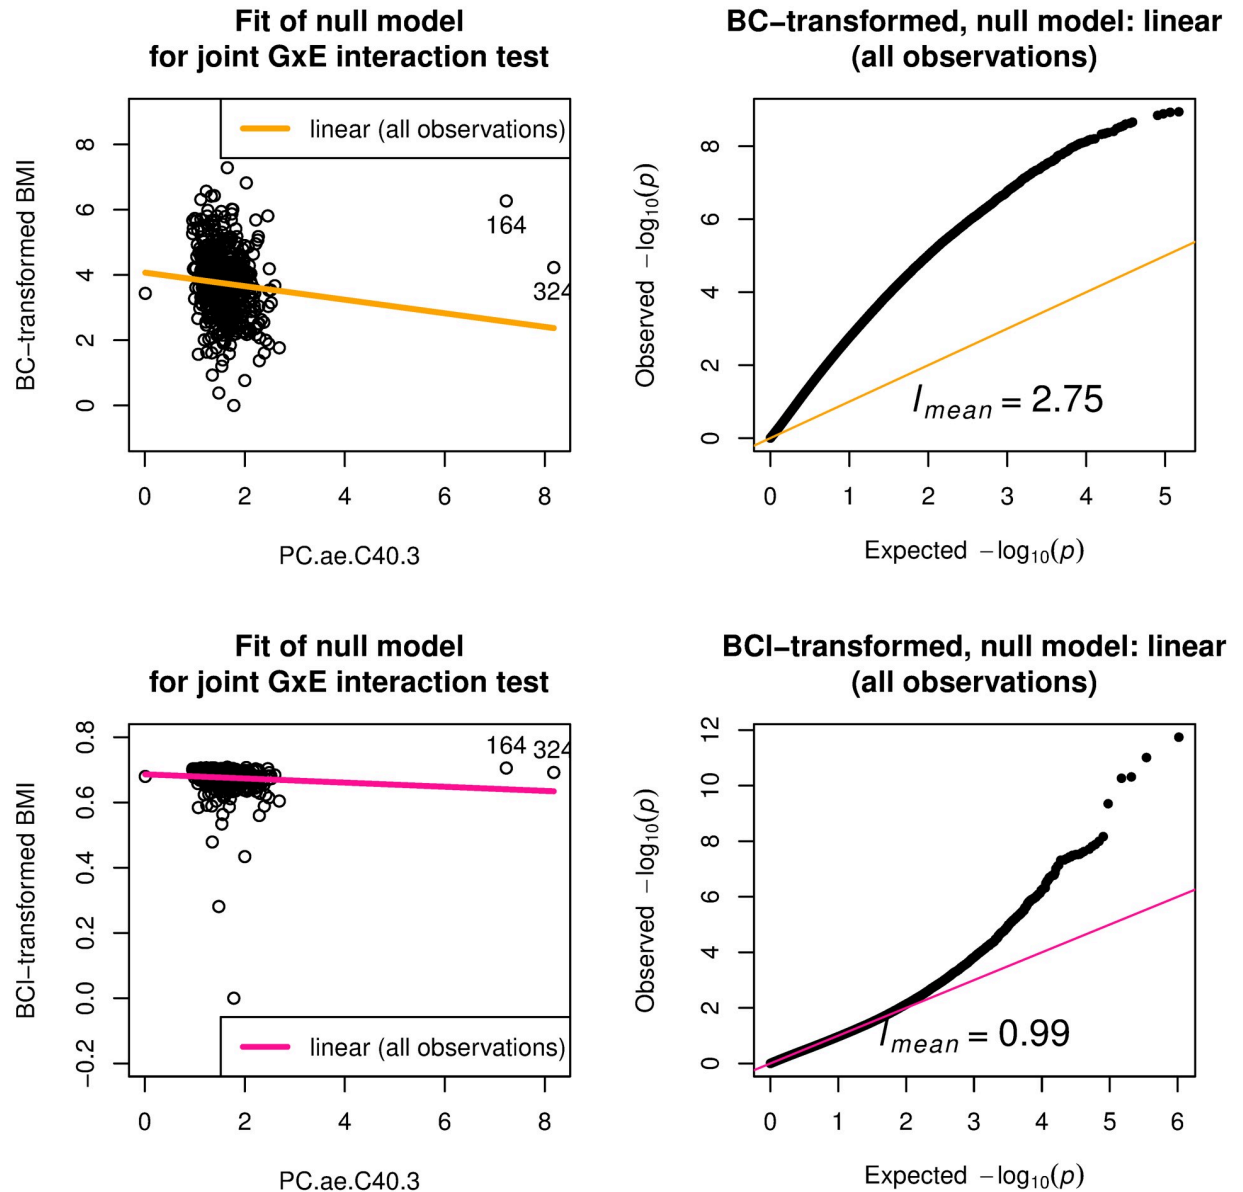 Fit of null model
for joint GxE interaction test
linear (all observations)
BC−transformed BMI
8
6
4
2
0
164
324
0 2 4 6 8
PC.ae.C40.3
BC−transformed, null model: linear
(all observations)
Observed −log₁₀(p)
8
6
4
2
0
I mean = 2.75
0 1 2 3 4 5
Expected −log₁₀(p)
Fit of null model
for joint GxE interaction test
BCI−transformed BMI
0.8
0.6
0.4
0.2
0.0
−0.2
164 324
linear (all observations)
0 2 4 6 8
PC.ae.C40.3
BCI−transformed, null model: linear
(all observations)
Observed −log₁₀(p)
12
10
8
6
4
2
0
I mean = 0.99
0 1 2 3 4 5 6
Expected −log₁₀(p)